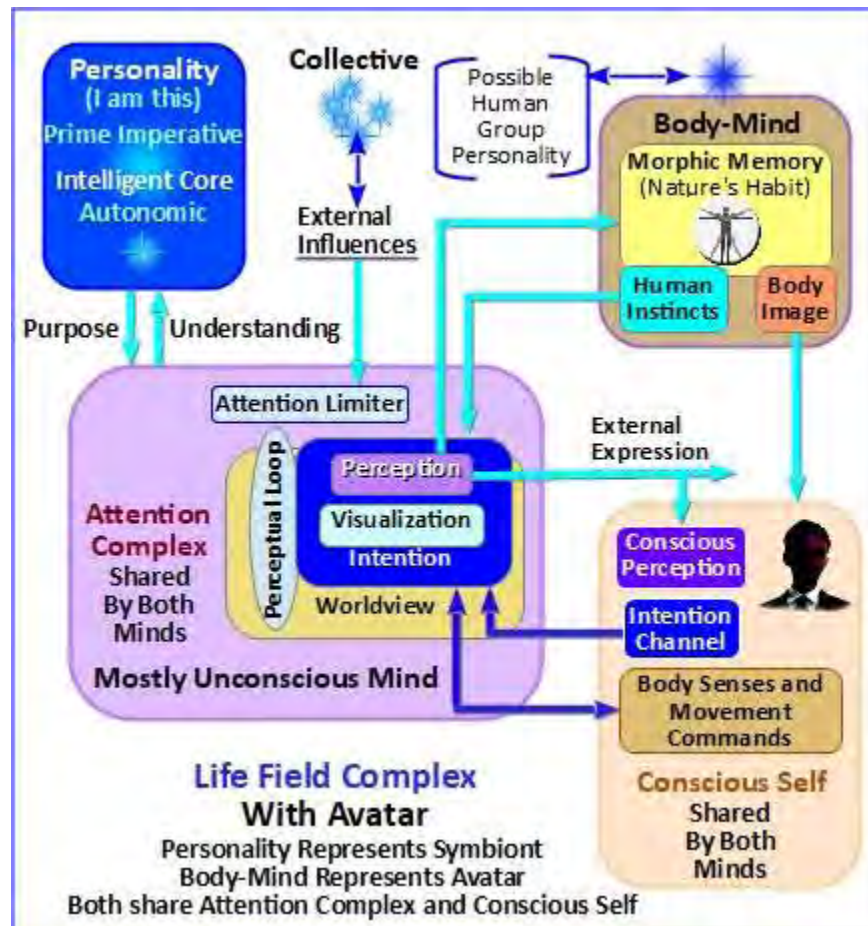 Personality
(I am this)
Prime Imperative
Intelligent Core
Autonomic
Collective
External
Influences
Possible
Human
Group
Personality
Body-Mind
Morphic Memory
(Nature's Habit)
Human
Instincts
Body
Image
Purpose
Understanding
Attention Limiter
Perceptual Loop
Perception
Visualization
Intention
Worldview
Attention
Complex
Shared
By Both
Minds
Mostly Unconscious Mind
External
Expression
Conscious
Perception
Intention
Channel
Body Senses and
Movement
Commands
Conscious Self
Shared
By Both
Minds
Life Field Complex
With Avatar
Personality Represents Symbiont
Body-Mind Represents Avatar
Both share Attention Complex and Conscious Self